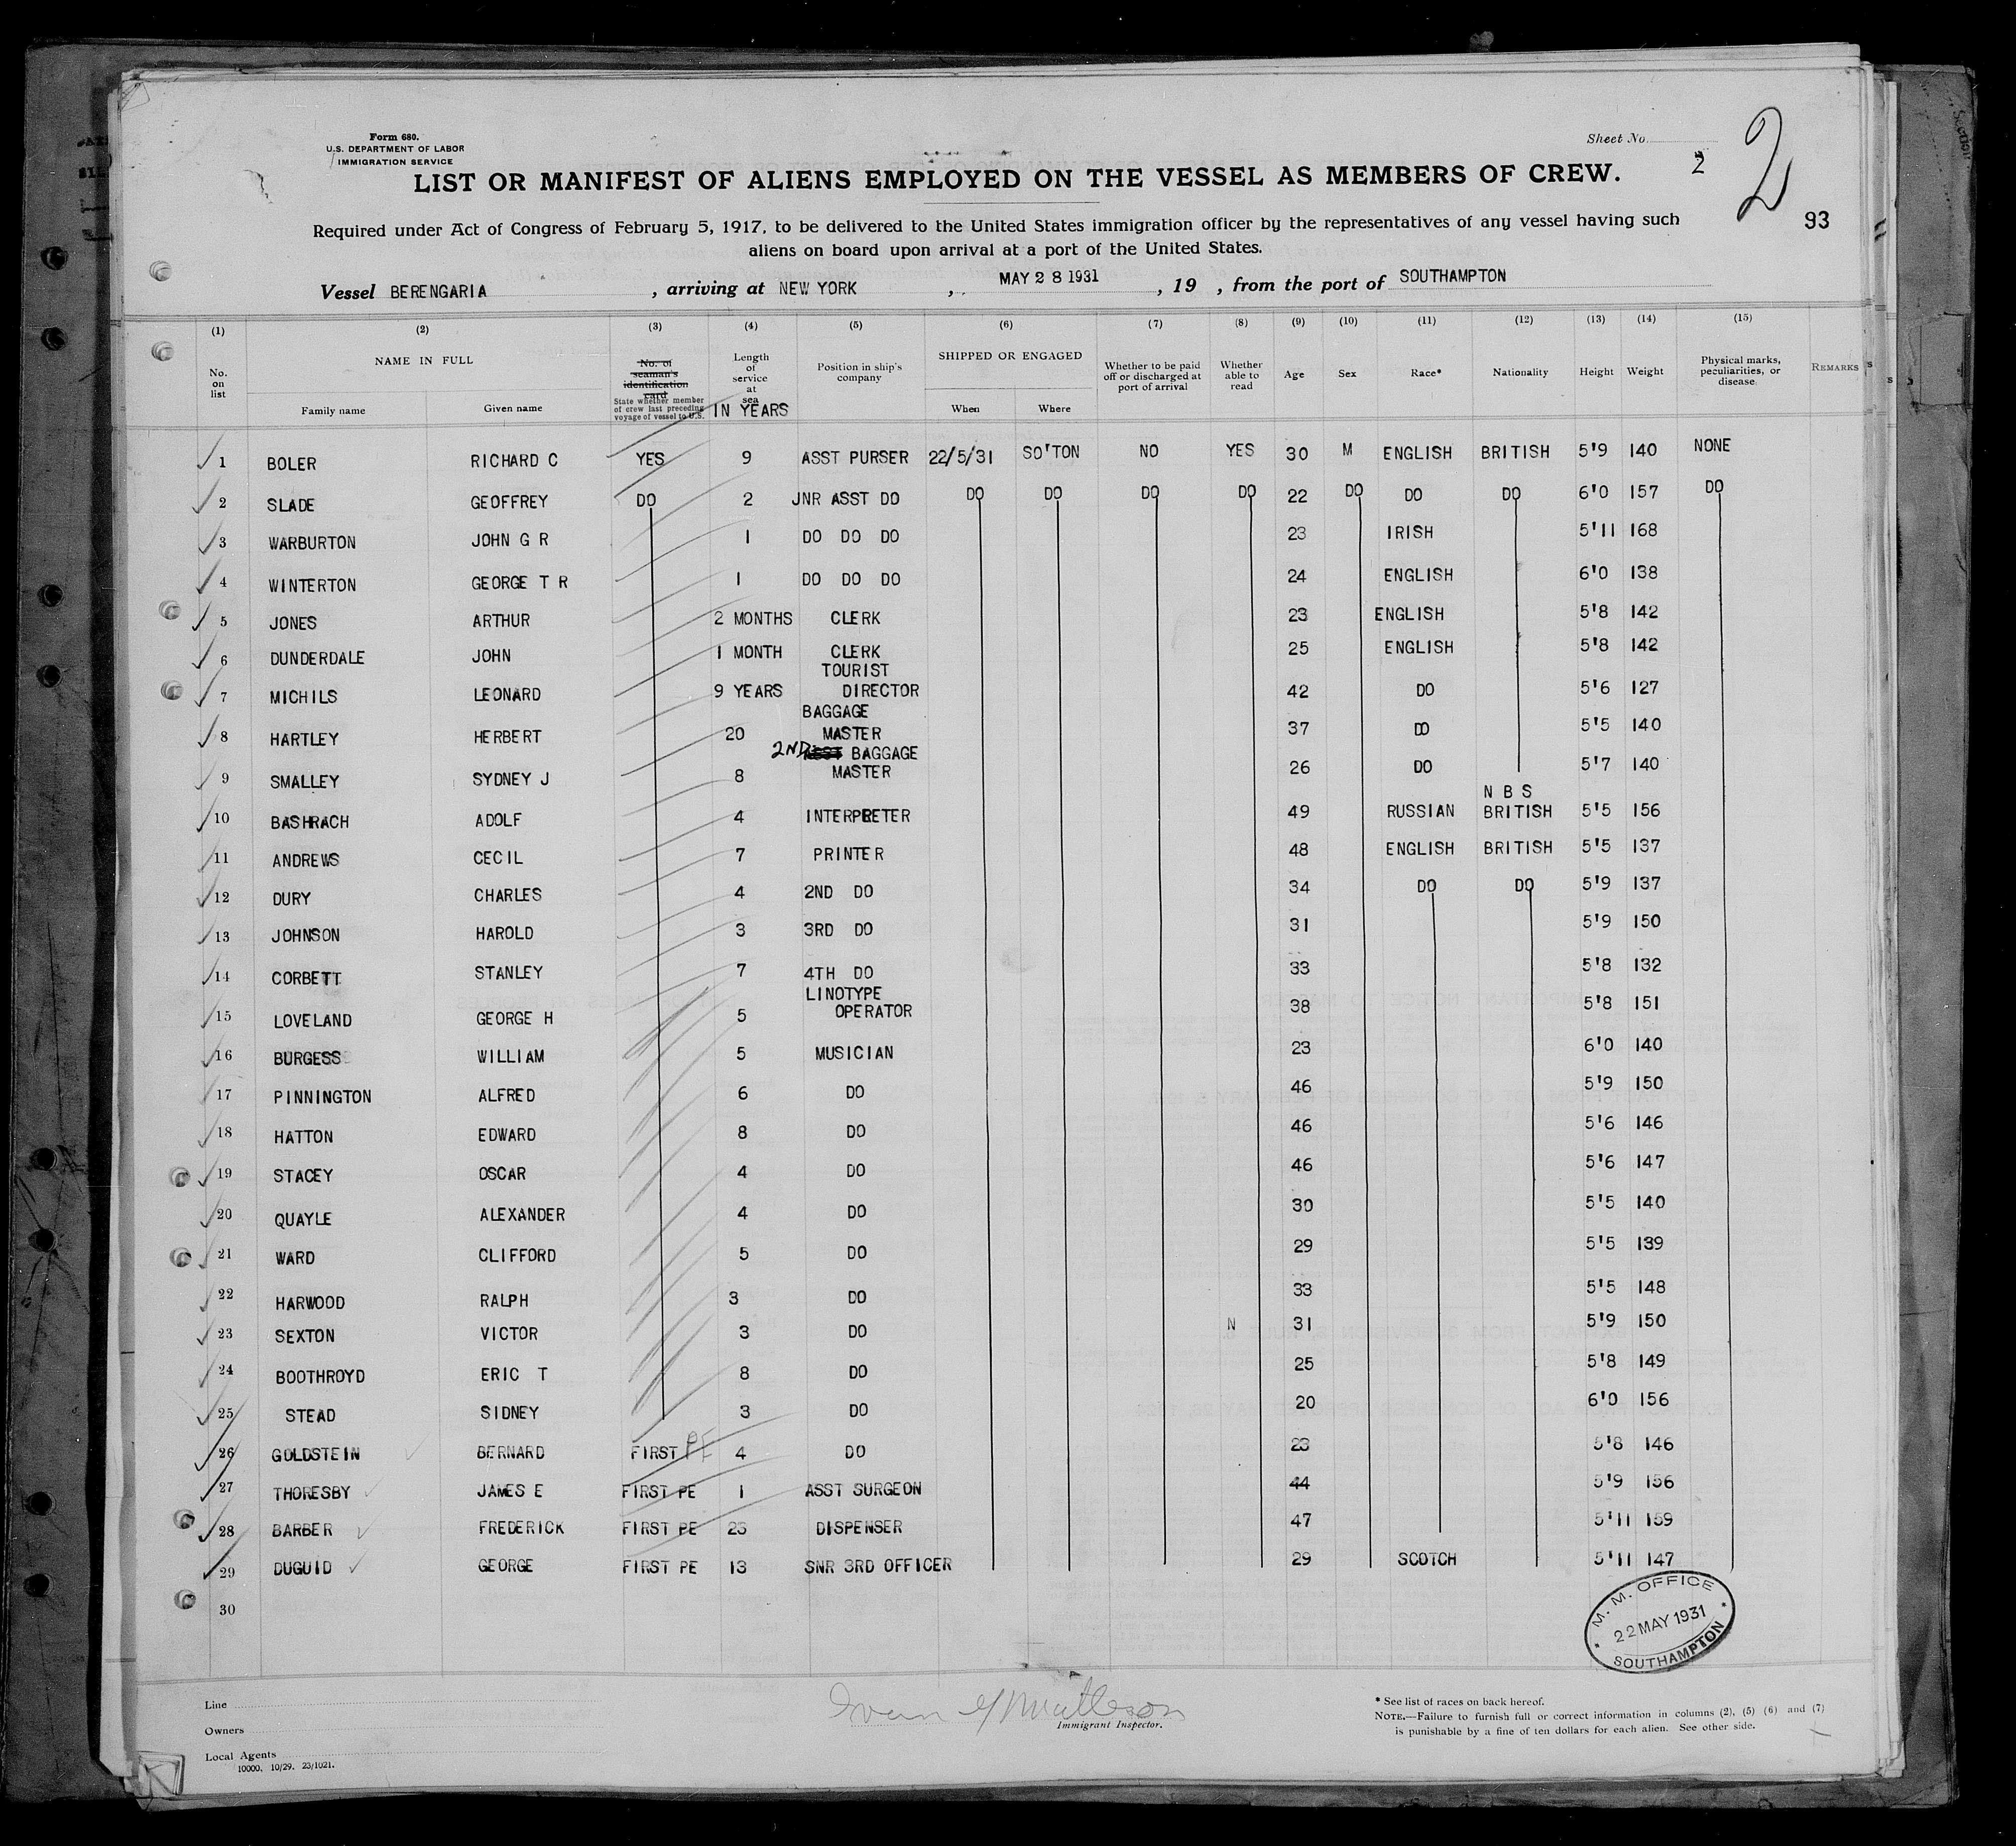 Form 680.
U.S. DEPARTMENT OF LABOR
IMMIGRATION SERVICE
Sheet No. 2
2
93
LIST OR MANIFEST OF ALIENS EMPLOYED ON THE VESSEL AS MEMBERS OF CREW.
Required under Act of Congress of February 5, 1917, to be delivered to the United States immigration officer by the representatives of any vessel having such
aliens on board upon arrival at a port of the United States.
Vessel BERENGARIA , arriving at NEW YORK , MAY 28 1931 , 19 , from the port of SOUTHAMPTON
(1) (2) (3) (4) (5) (6) (7) (8) (9) (10) (11) (12) (13) (14) (15)
No. on list NAME IN FULL Family name Given name No. of seaman's identification card State whether member of crew last preceding voyage of vessel to U.S. Length of service at sea IN YEARS Position in ship's company SHIPPED OR ENGAGED When Where Whether to be paid off or discharged at port of arrival Whether able to read Age Sex Race* Nationality Height Weight Physical marks, peculiarities, or disease. REMARKS
1 BOLER RICHARD C YES 9 ASST PURSER 22/5/31 SO'TON NO YES 30 M ENGLISH BRITISH 5'9 140 NONE
2 SLADE GEOFFREY DO 2 JNR ASST DO DO DO DO DO 22 DO DO DO 6'0 157 DO
3 WARBURTON JOHN G R 1 DO DO DO 23 IRISH 5'11 168
4 WINTERTON GEORGE T R 1 DO DO DO 24 ENGLISH 6'0 138
5 JONES ARTHUR 2 MONTHS CLERK 23 ENGLISH 5'8 142
6 DUNDERDALE JOHN 1 MONTH CLERK 25 ENGLISH 5'8 142
7 MICHILS LEONARD 9 YEARS TOURIST DIRECTOR 42 DO 5'6 127
8 HARTLEY HERBERT 20 BAGGAGE MASTER 37 DO 5'5 140
9 SMALLEY SYDNEY J 8 2ND BAGGAGE MASTER 26 DO 5'7 140
10 BASHRACH ADOLF 4 INTERPRETER 49 RUSSIAN N B S BRITISH 5'5 156
11 ANDREWS CECIL 7 PRINTER 48 ENGLISH BRITISH 5'5 137
12 DURY CHARLES 4 2ND DO 34 DO DO 5'9 137
13 JOHNSON HAROLD 3 3RD DO 31 5'9 150
14 CORBETT STANLEY 7 4TH DO 33 5'8 132
15 LOVELAND GEORGE H 5 LINOTYPE OPERATOR 38 5'8 151
16 BURGESS WILLIAM 5 MUSICIAN 23 6'0 140
17 PINNINGTON ALFRED 6 DO 46 5'9 150
18 HATTON EDWARD 8 DO 46 5'6 146
19 STACEY OSCAR 4 DO 46 5'6 147
20 QUAYLE ALEXANDER 4 DO 30 5'5 140
21 WARD CLIFFORD 5 DO 29 5'5 139
22 HARWOOD RALPH 3 DO 33 5'5 148
23 SEXTON VICTOR 3 DO N 31 5'9 150
24 BOOTHROYD ERIC T 8 DO 25 5'8 149
25 STEAD SIDNEY 3 DO 20 6'0 156
26 GOLDSTEIN BERNARD FIRST PE 4 DO 23 5'8 146
27 THORESBY JAMES E FIRST PE 1 ASST SURGEON 44 5'9 156
28 BARBER FREDERICK FIRST PE 23 DISPENSER 47 5'11 159
29 DUGUID GEORGE FIRST PE 13 SNR 3RD OFFICER 29 SCOTCH 5'11 147
30
M. M. OFFICE
22 MAY 1931
SOUTHAMPTON
Line
Owners
Local Agents
10000. 10/29. 23/1021.
Immigrant Inspector.
* See list of races on back hereof.
NOTE.—Failure to furnish full or correct information in columns (2), (5) (6) and (7)
is punishable by a fine of ten dollars for each alien. See other side.